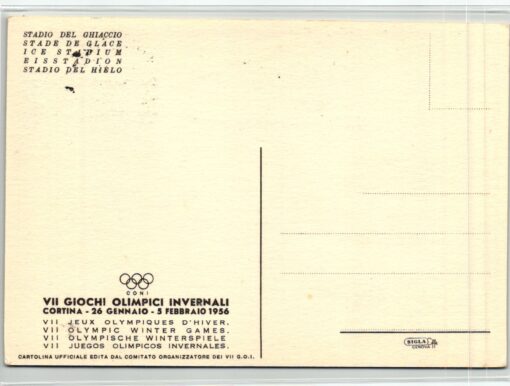 STADIO DEL GHIACCIO
STADE DE GLACE
ICE STADIUM
EISSTADION
STADIO DEL HIELO
CONI
VII GIOCHI OLIMPICI INVERNALI
CORTINA - 26 GENNAIO - 5 FEBBRAIO 1956
VII JEUX OLYMPIQUES D'HIVER.
VII OLYMPIC WINTER GAMES.
VII OLYMPISCHE WINTERSPIELE
VII JUEGOS OLIMPICOS INVERNALES.
CARTOLINA UFFICIALE EDITA DAL COMITATO ORGANIZZATORE DEI VII G.O.I.
SIGLA
GENOVA